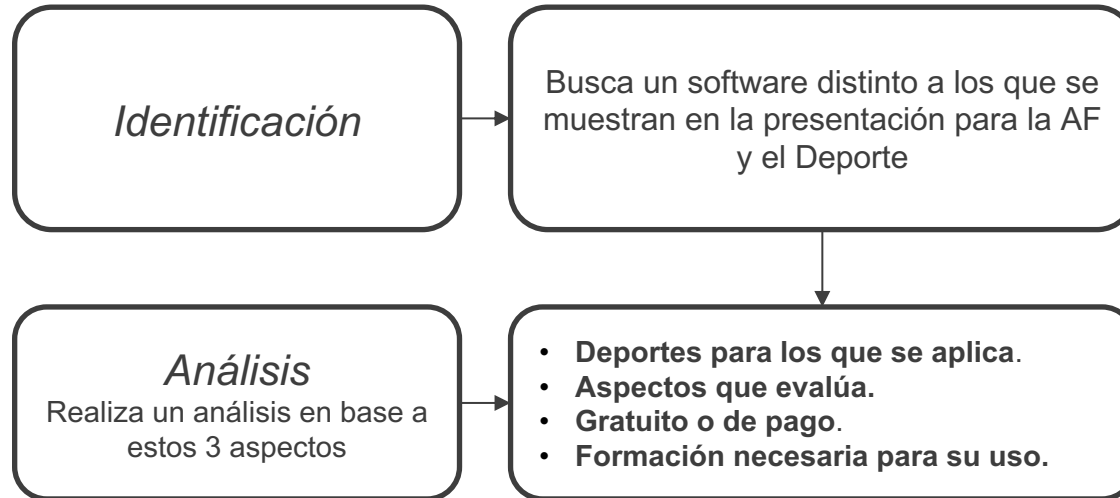 Identificación
Busca un software distinto a los que se
muestran en la presentación para la AF
y el Deporte
Análisis
Realiza un análisis en base a
estos 3 aspectos
• Deportes para los que se aplica.
• Aspectos que evalúa.
• Gratuito o de pago.
• Formación necesaria para su uso.